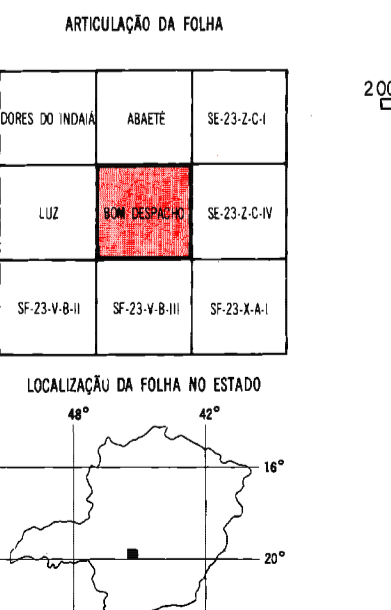 ARTICULAÇÃO DA FOLHA
200
DORES DO INDAIÁ ABAETÉ SE-23-Z-C-I
LUZ BOM DESPACHO SE-23-Z-C-IV
SF-23-V-B-II SF-23-V-B-III SF-23-X-A-I
LOCALIZAÇÃO DA FOLHA NO ESTADO
48° 42°
16°
20°